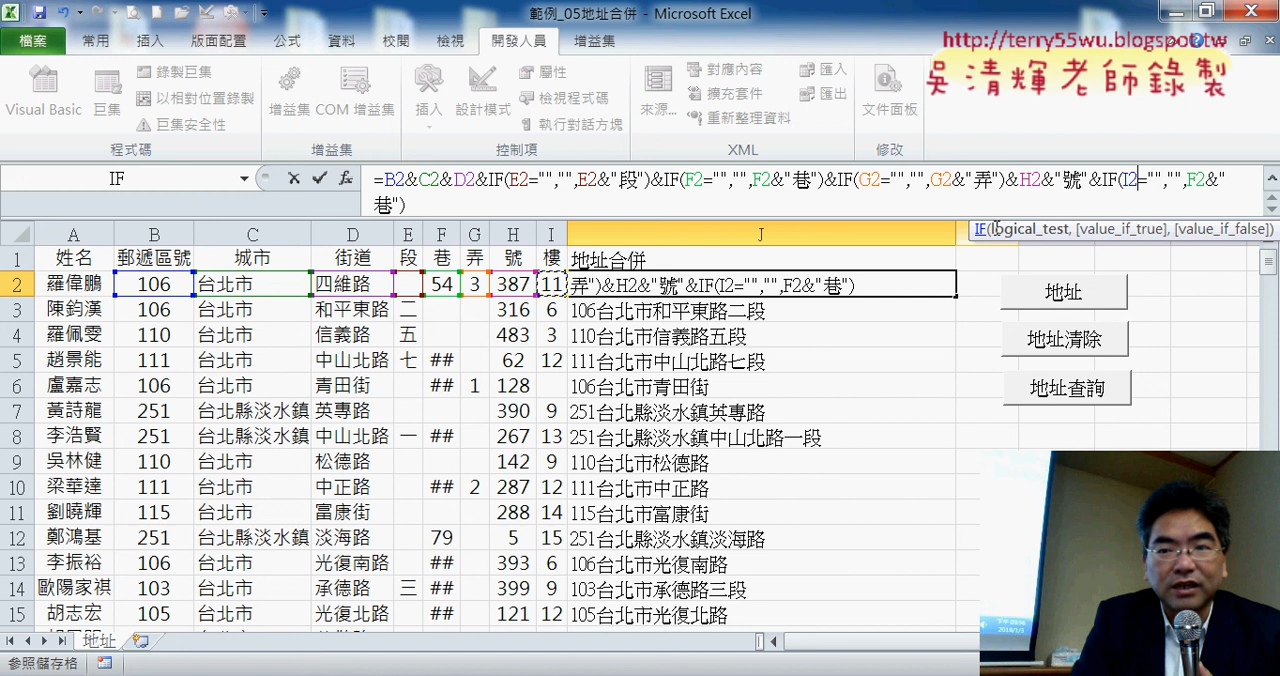 範例_05地址合併 - Microsoft Excel
檔案 常用 插入 版面配置 公式 資料 校閱 檢視 開發人員 增益集
http://terry55wu.blogspot.tw
吳清輝老師錄製
Visual Basic 巨集 錄製巨集 以相對位置錄製 巨集安全性 增益集 COM 增益集 插入 設計模式 屬性 檢視程式碼 執行對話方塊 來源... 對應內容 擴充套件 重新整理資料 匯入 匯出 文件面板
程式碼 增益集 控制項 XML 修改
IF =B2&C2&D2&IF(E2="","",E2&"段")&IF(F2="","",F2&"巷")&IF(G2="","",G2&"弄")&H2&"號"&IF(I2="","",F2&"
巷")
IF(logical_test, [value_if_true], [value_if_false])
A B C D E F G H I J
1 姓名 郵遞區號 城市 街道 段 巷 弄 號 樓 地址合併
2 羅偉鵬 106 台北市 四維路 54 3 387 11 弄")&H2&"號"&IF(I2="","",F2&"巷")
3 陳鈞漢 106 台北市 和平東路 二 316 6 106台北市和平東路二段
4 羅佩雯 110 台北市 信義路 五 483 3 110台北市信義路五段
5 趙景能 111 台北市 中山北路 七 ## 62 12 111台北市中山北路七段
6 盧嘉志 106 台北市 青田街 ## 1 128 106台北市青田街
7 黃詩龍 251 台北縣淡水鎮 英專路 390 9 251台北縣淡水鎮英專路
8 李浩賢 251 台北縣淡水鎮 中山北路 一 ## 267 13 251台北縣淡水鎮中山北路一段
9 吳林健 110 台北市 松德路 142 9 110台北市松德路
10 梁華達 111 台北市 中正路 ## 2 287 12 111台北市中正路
11 劉曉輝 115 台北市 富康街 288 14 115台北市富康街
12 鄭鴻基 251 台北縣淡水鎮 淡海路 79 5 15 251台北縣淡水鎮淡海路
13 李振裕 106 台北市 光復南路 ## 393 6 106台北市光復南路
14 歐陽家祺 103 台北市 承德路 三 ## 399 9 103台北市承德路三段
15 胡志宏 105 台北市 光復北路 ## 121 12 105台北市光復北路
地址
地址清除
地址查詢
地址
參照儲存格